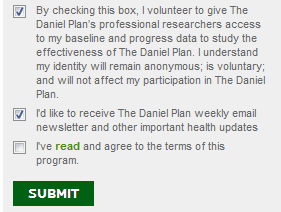 By checking this box, I volunteer to give The
Daniel Plan's professional researchers access
to my baseline and progress data to study the
effectiveness of The Daniel Plan. I understand
my identity will remain anonymous; is voluntary;
and will not affect my participation in The Daniel
Plan.
I'd like to receive The Daniel Plan weekly email
newsletter and other important health updates
I've read and agree to the terms of this
program.
SUBMIT